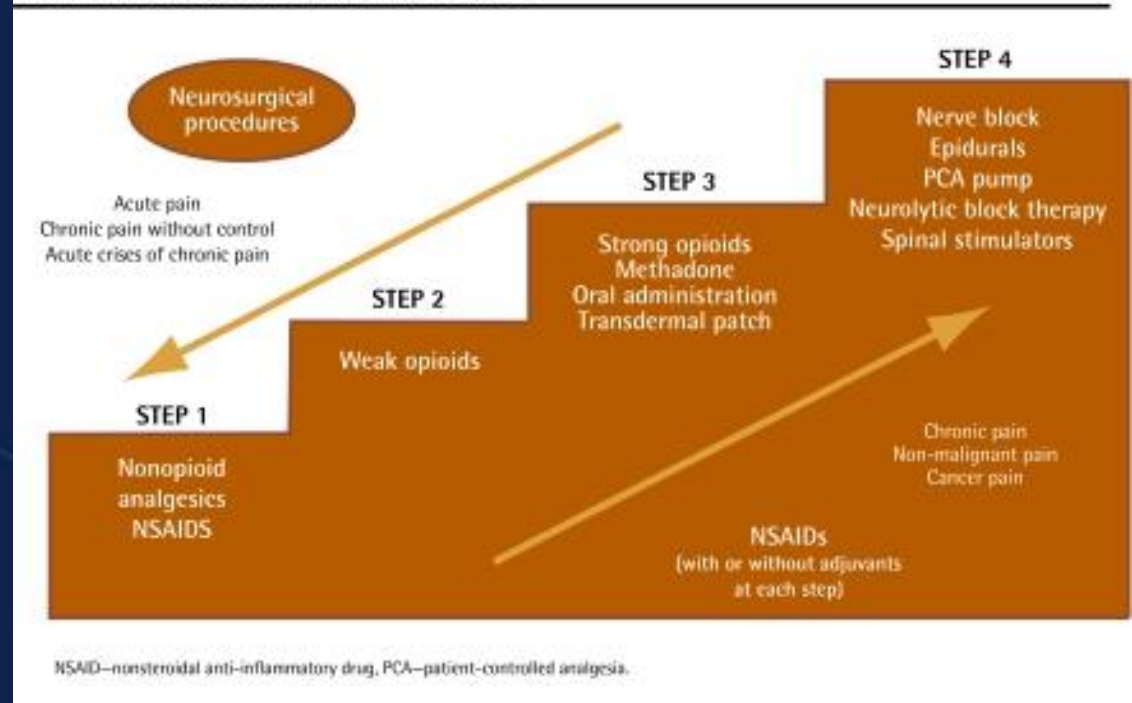 STEP 4
Neurosurgical
procedures
Nerve block
Epidurals
PCA pump
Neurolytic block therapy
Spinal stimulators
STEP 3
Acute pain
Chronic pain without control
Acute crises of chronic pain
Strong opioids
Methadone
Oral administration
Transdermal patch
STEP 2
Weak opioids
STEP 1
Nonopioid
analgesics
NSAIDS
Chronic pain
Non-malignant pain
Cancer pain
NSAIDs
(with or without adjuvants
at each step)
NSAID—nonsteroidal anti-inflammatory drug, PCA—patient-controlled analgesia.